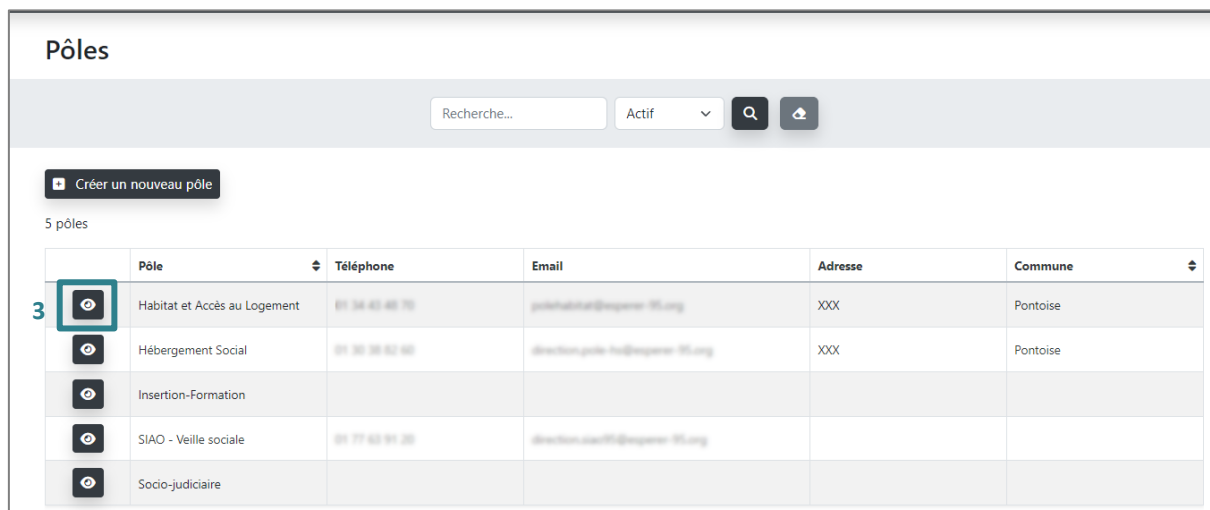 Pôles
Recherche... Actif
Créer un nouveau pôle
5 pôles
Pôle Téléphone Email Adresse Commune
3 Habitat et Accès au Logement XXX Pontoise
Hébergement Social XXX Pontoise
Insertion-Formation
SIAO - Veille sociale
Socio-judiciaire